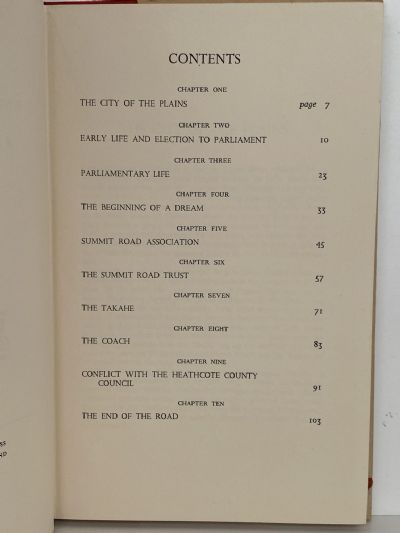 CONTENTS
CHAPTER ONE
THE CITY OF THE PLAINS page 7
CHAPTER TWO
EARLY LIFE AND ELECTION TO PARLIAMENT 10
CHAPTER THREE
PARLIAMENTARY LIFE 23
CHAPTER FOUR
THE BEGINNING OF A DREAM 33
CHAPTER FIVE
SUMMIT ROAD ASSOCIATION 45
CHAPTER SIX
THE SUMMIT ROAD TRUST 57
CHAPTER SEVEN
THE TAKAHE 71
CHAPTER EIGHT
THE COACH 83
CHAPTER NINE
CONFLICT WITH THE HEATHCOTE COUNTY
COUNCIL 91
CHAPTER TEN
THE END OF THE ROAD 103